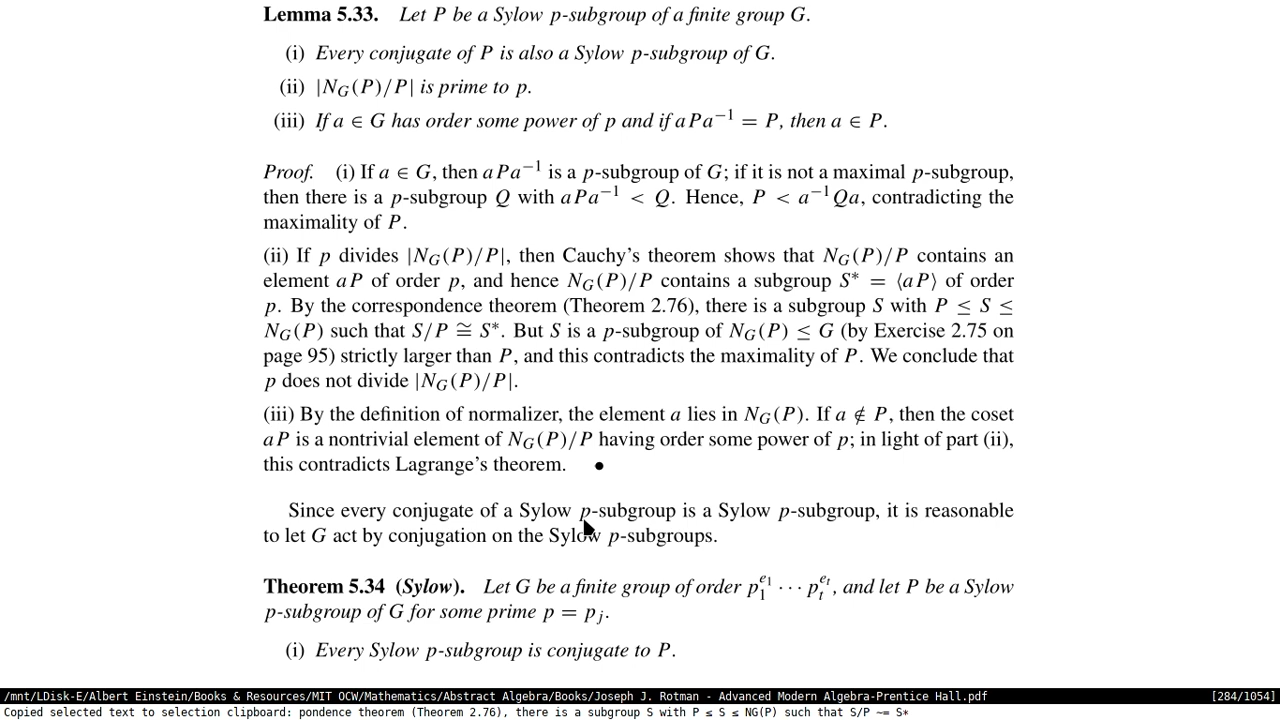 Lemma 5.33. Let P be a Sylow p-subgroup of a finite group G.
(i) Every conjugate of P is also a Sylow p-subgroup of G.
(ii) |N_G(P)/P| is prime to p.
(iii) If a ∈ G has order some power of p and if aPa⁻¹ = P, then a ∈ P.
Proof. (i) If a ∈ G, then aPa⁻¹ is a p-subgroup of G; if it is not a maximal p-subgroup,
then there is a p-subgroup Q with aPa⁻¹ < Q. Hence, P < a⁻¹Qa, contradicting the
maximality of P.
(ii) If p divides |N_G(P)/P|, then Cauchy's theorem shows that N_G(P)/P contains an
element aP of order p, and hence N_G(P)/P contains a subgroup S* = ⟨aP⟩ of order
p. By the correspondence theorem (Theorem 2.76), there is a subgroup S with P ≤ S ≤
N_G(P) such that S/P ≅ S*. But S is a p-subgroup of N_G(P) ≤ G (by Exercise 2.75 on
page 95) strictly larger than P, and this contradicts the maximality of P. We conclude that
p does not divide |N_G(P)/P|.
(iii) By the definition of normalizer, the element a lies in N_G(P). If a ∉ P, then the coset
aP is a nontrivial element of N_G(P)/P having order some power of p; in light of part (ii),
this contradicts Lagrange's theorem. •
Since every conjugate of a Sylow p-subgroup is a Sylow p-subgroup, it is reasonable
to let G act by conjugation on the Sylow p-subgroups.
Theorem 5.34 (Sylow). Let G be a finite group of order p₁^{e₁} ··· p_t^{e_t}, and let P be a Sylow
p-subgroup of G for some prime p = p_j.
(i) Every Sylow p-subgroup is conjugate to P.
/mnt/LDisk-E/Albert Einstein/Books & Resources/MIT OCW/Mathematics/Abstract Algebra/Books/Joseph J. Rotman - Advanced Modern Algebra-Prentice Hall.pdf [284/1054]
Copied selected text to selection clipboard: pondence theorem (Theorem 2.76), there is a subgroup S with P ≤ S ≤ NG(P) such that S/P ~= S∗